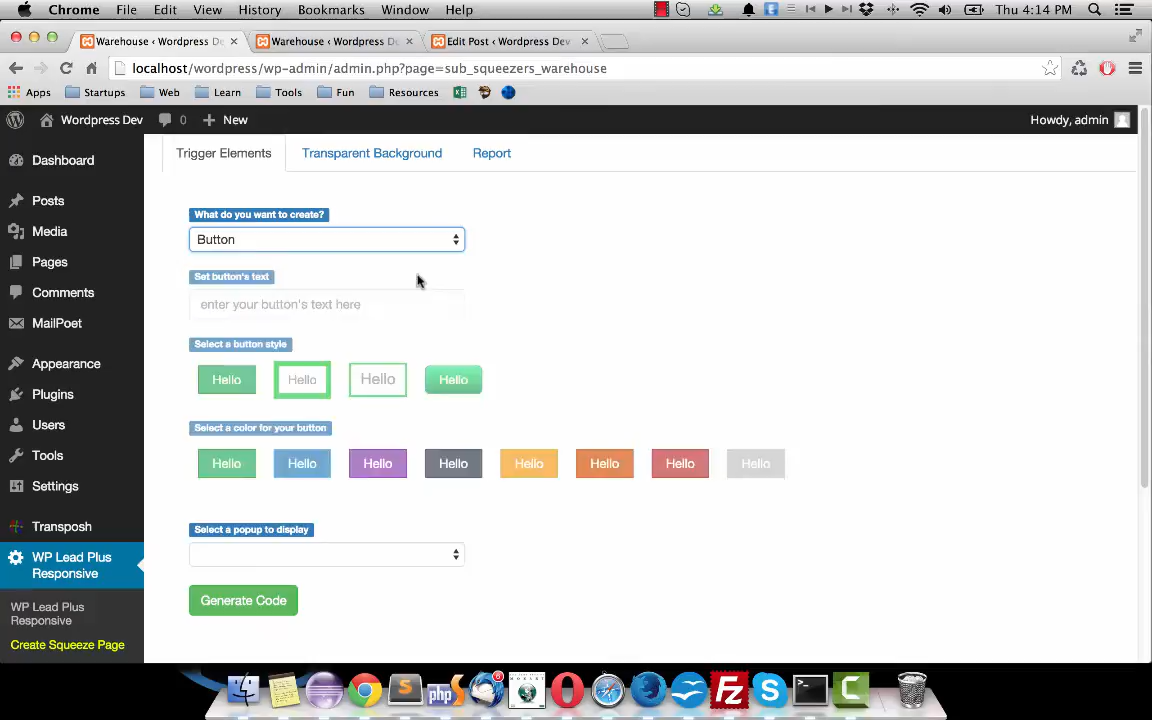 Chrome File Edit View History Bookmarks Window Help Thu 4:14 PM
Warehouse ‹ Wordpress De Warehouse ‹ Wordpress De Edit Post ‹ Wordpress Dev
localhost/wordpress/wp-admin/admin.php?page=sub_squeezers_warehouse
Apps Startups Web Learn Tools Fun Resources
Wordpress Dev 0 New Howdy, admin
Dashboard
Posts
Media
Pages
Comments
MailPoet
Appearance
Plugins
Users
Tools
Settings
Transposh
WP Lead Plus
Responsive
WP Lead Plus
Responsive
Create Squeeze Page
Trigger Elements Transparent Background Report
What do you want to create?
Button
Set button's text
enter your button's text here
Select a button style
Hello Hello Hello Hello
Select a color for your button
Hello Hello Hello Hello Hello Hello Hello Hello
Select a popup to display
Generate Code
php
6
Fz